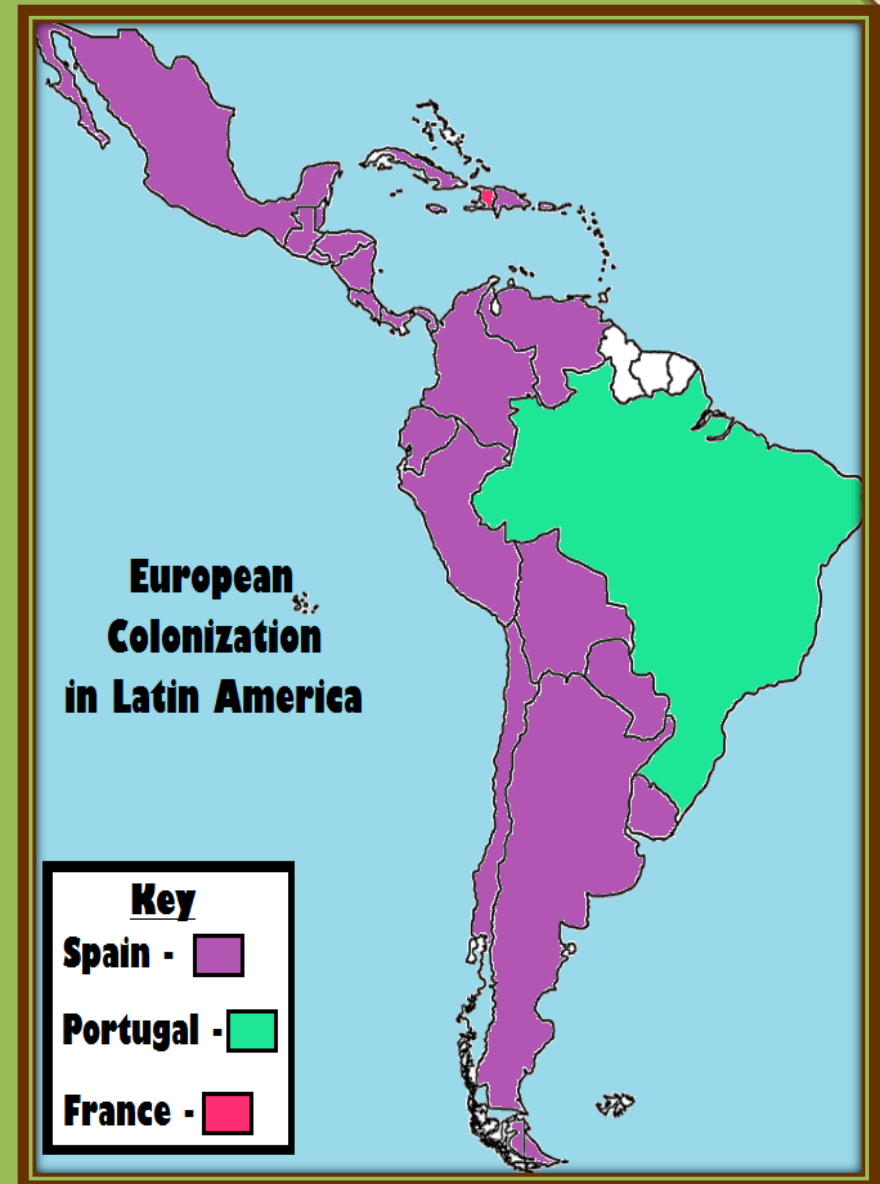 European
Colonization
in Latin America
Key
Spain -
Portugal -
France -